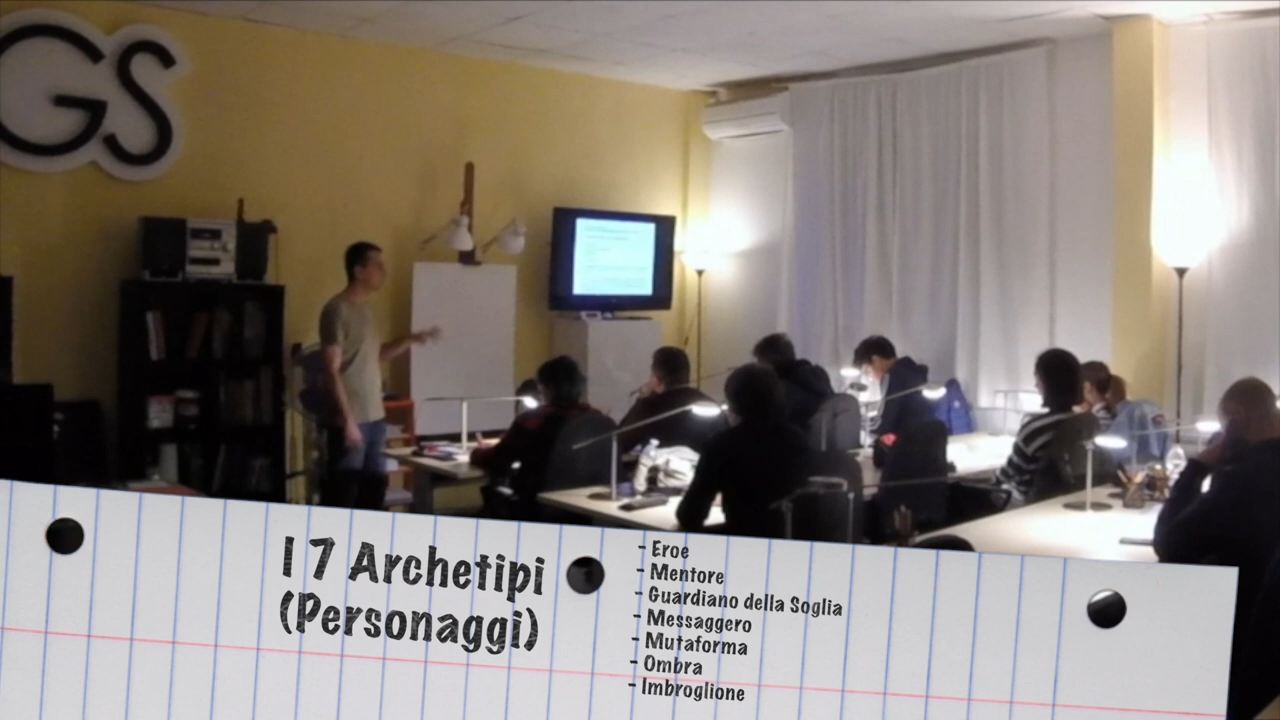 GS
I 7 Archetipi
(Personaggi)
- Eroe
- Mentore
- Guardiano della Soglia
- Messaggero
- Mutaforma
- Ombra
- Imbroglione